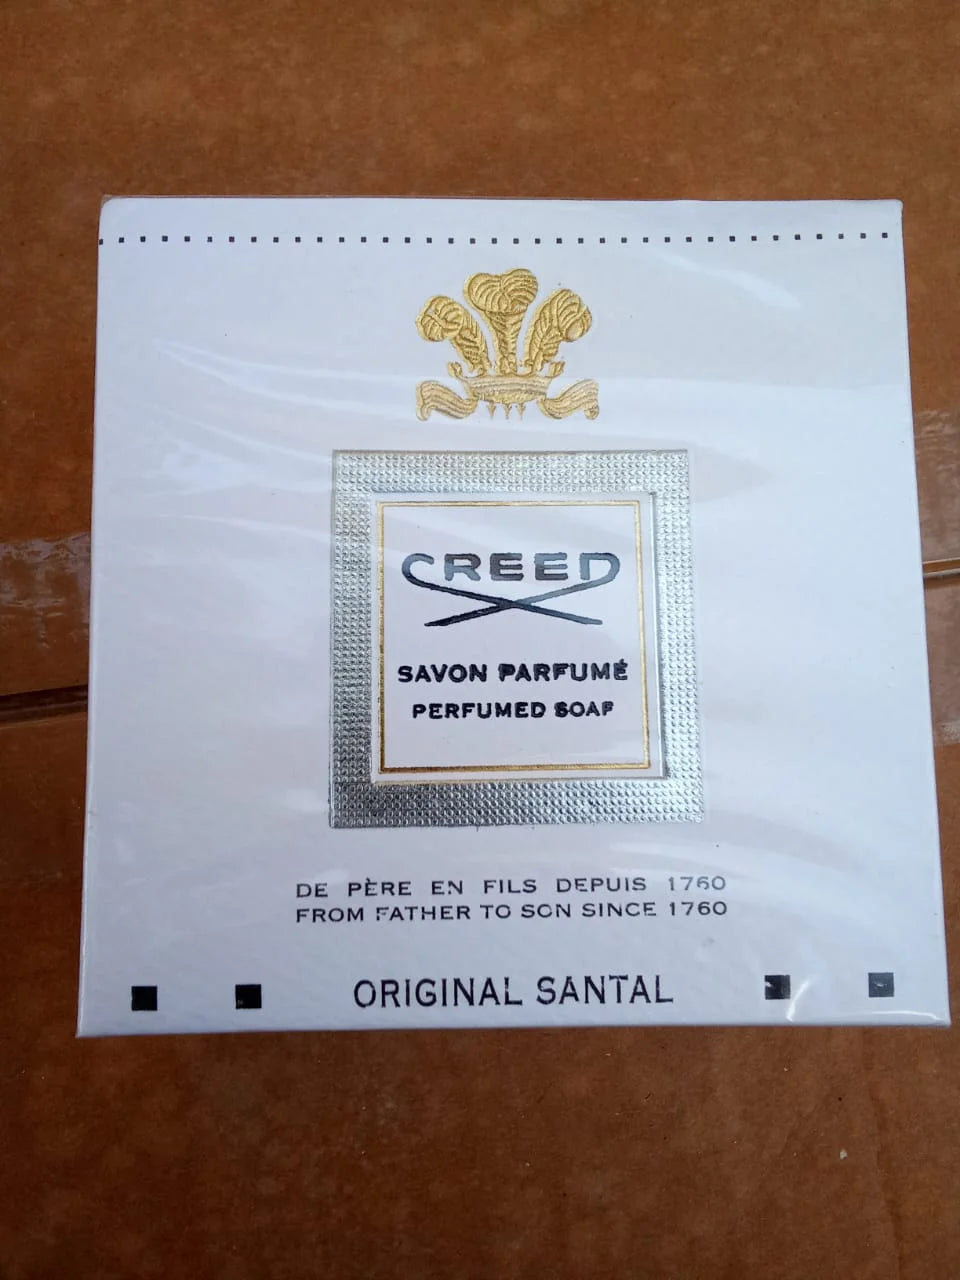 CREED
SAVON PARFUMÉ
PERFUMED SOAP
DE PÈRE EN FILS DEPUIS 1760
FROM FATHER TO SON SINCE 1760
ORIGINAL SANTAL